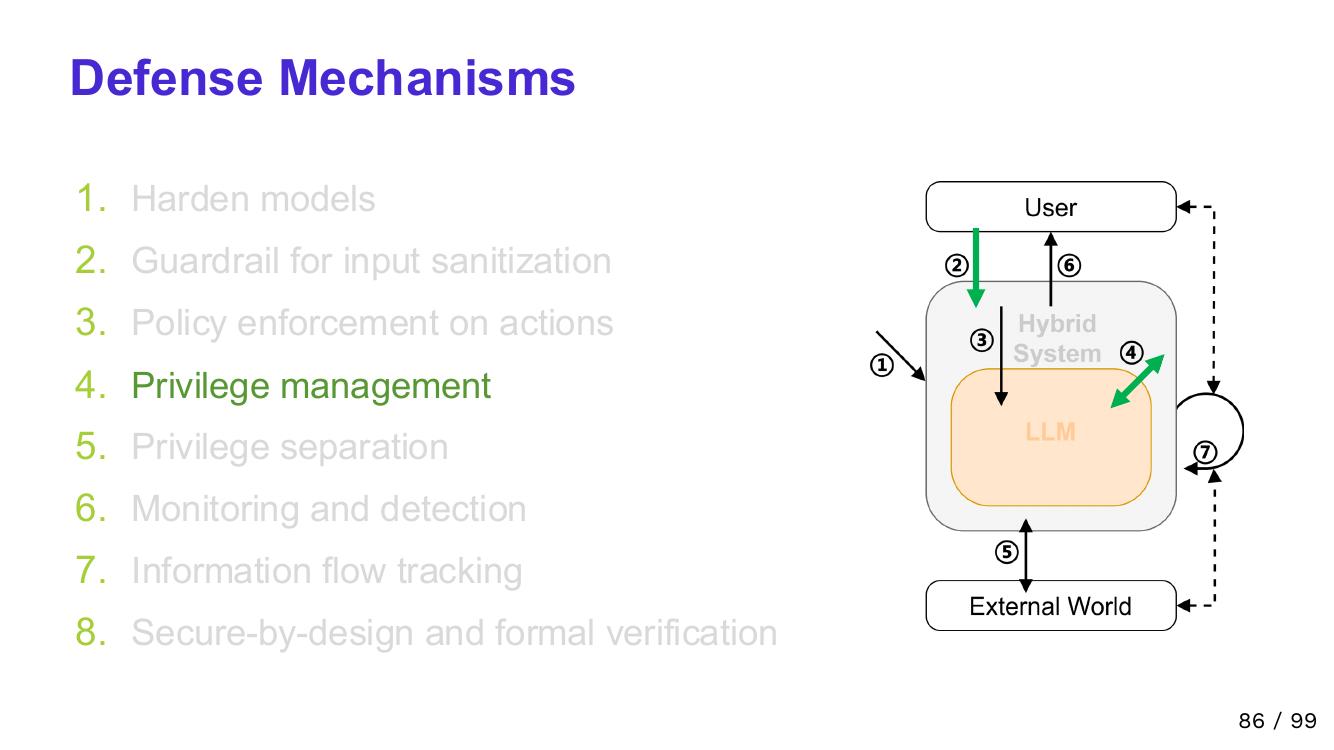 Defense Mechanisms
1. Harden models
2. Guardrail for input sanitization
3. Policy enforcement on actions
4. Privilege management
5. Privilege separation
6. Monitoring and detection
7. Information flow tracking
8. Secure-by-design and formal verification
User
② ⑥
Hybrid
System
③ ④
①
LLM
⑦
⑤
External World
86 / 99